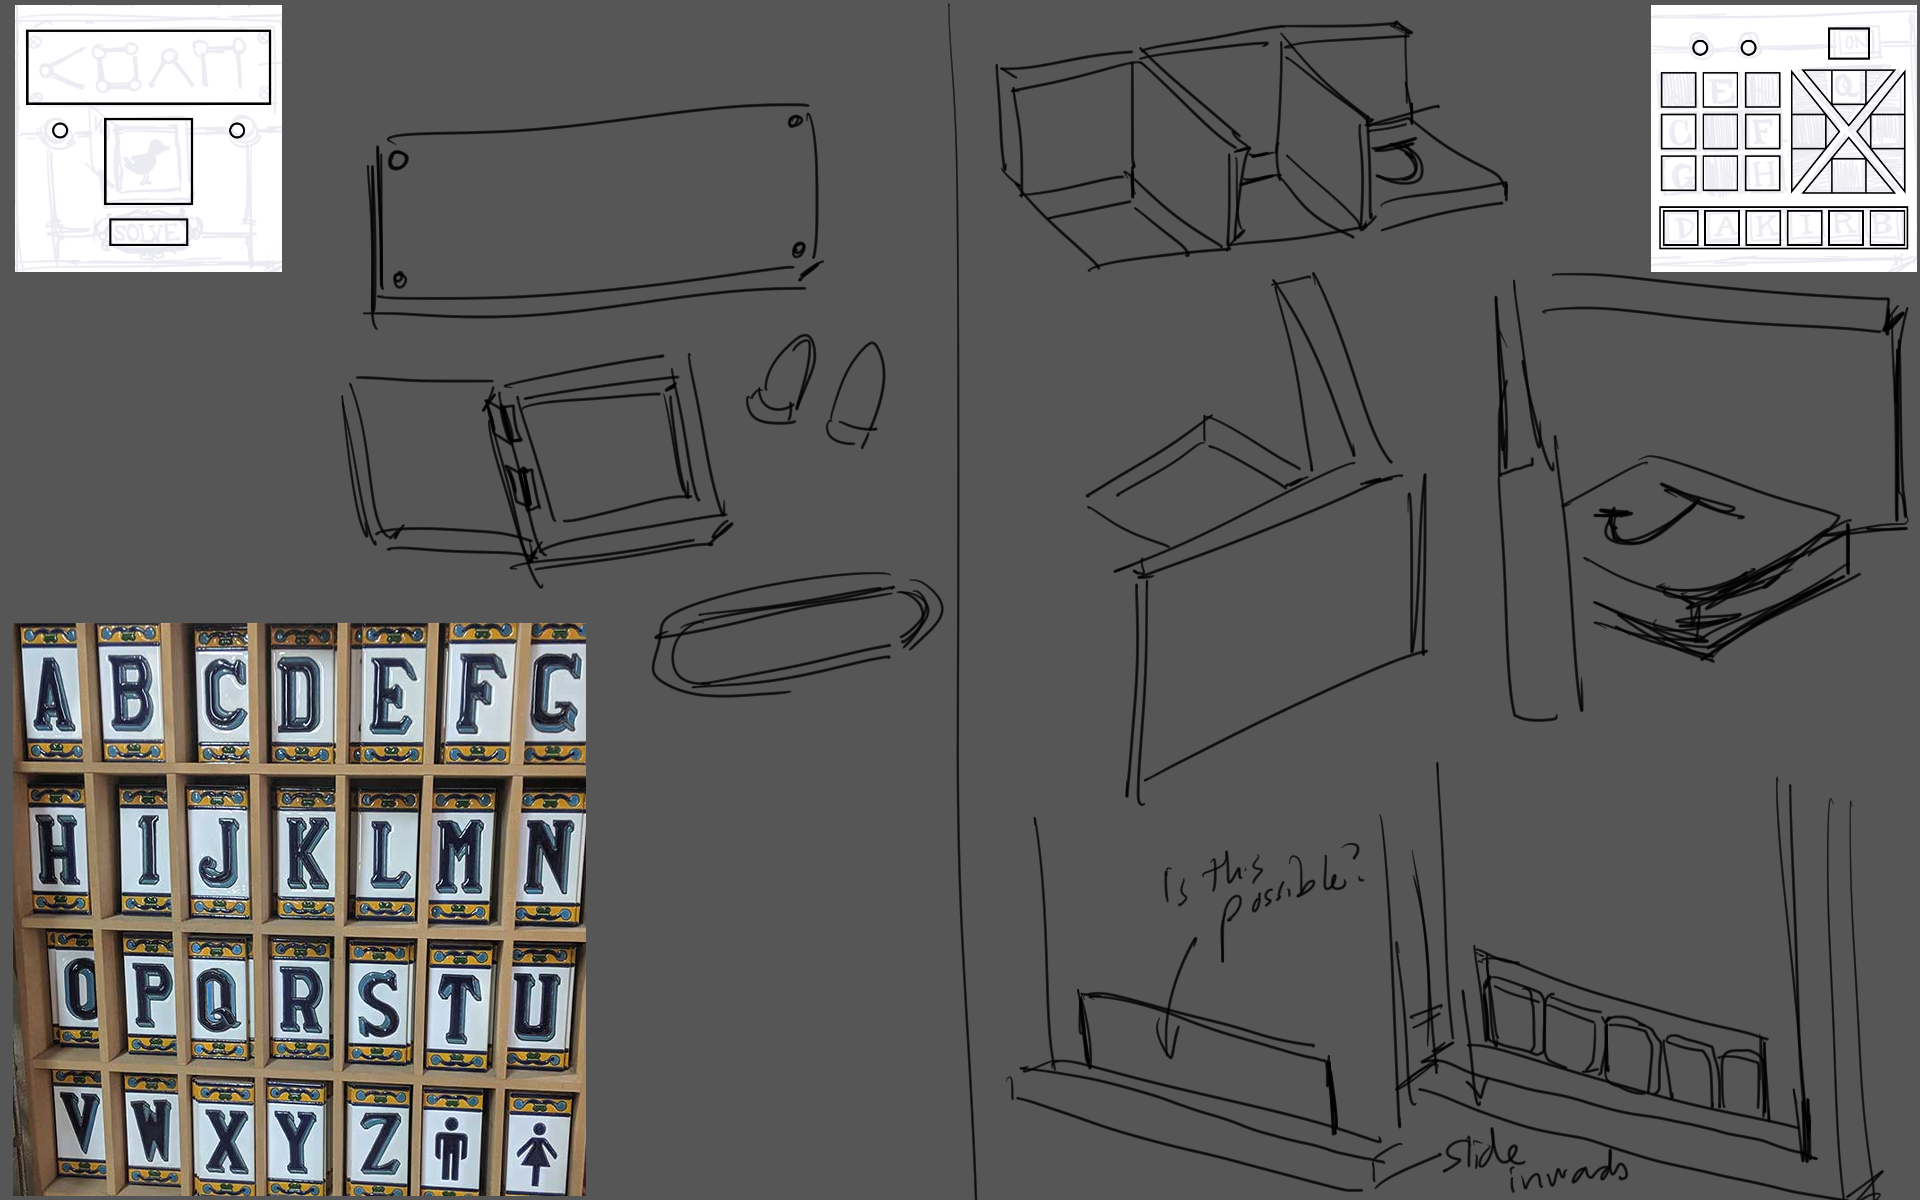 SOLVE
ON
E
Q
C F
G H
D A K I R B
J
J
A B C D E F G
H I J K L M N
O P Q R S T U
V W X Y Z
Is this
possible?
slide
inwards